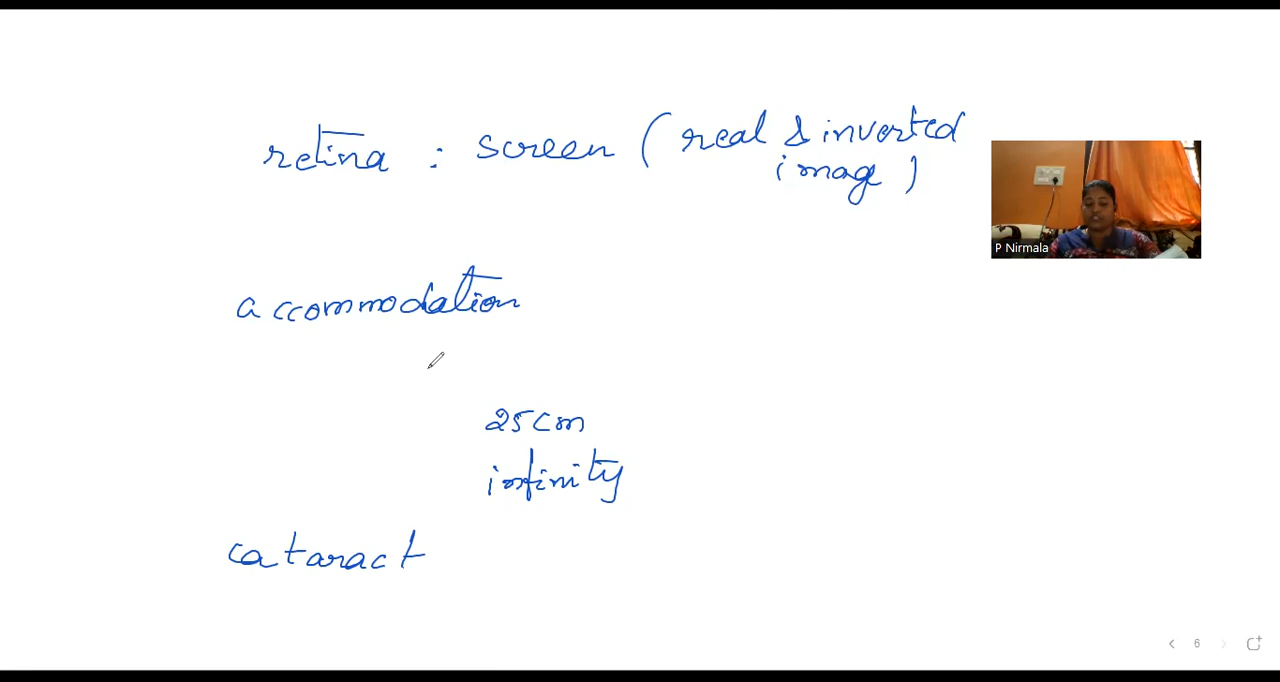 retina : screen (real & inverted
image)
P Nirmala
accommodation
25cm
infinity
cataract
6